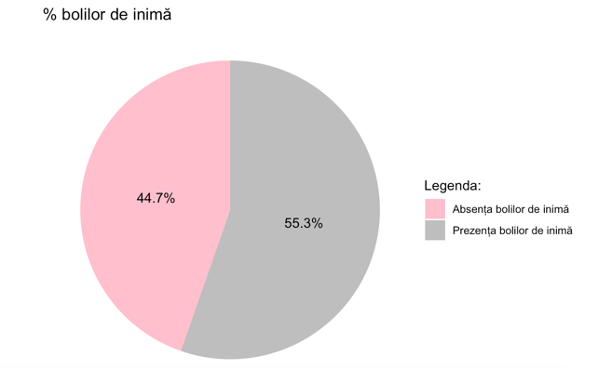 % bolilor de inimă
44.7%
55.3%
Legenda:
Absența bolilor de inimă
Prezența bolilor de inimă